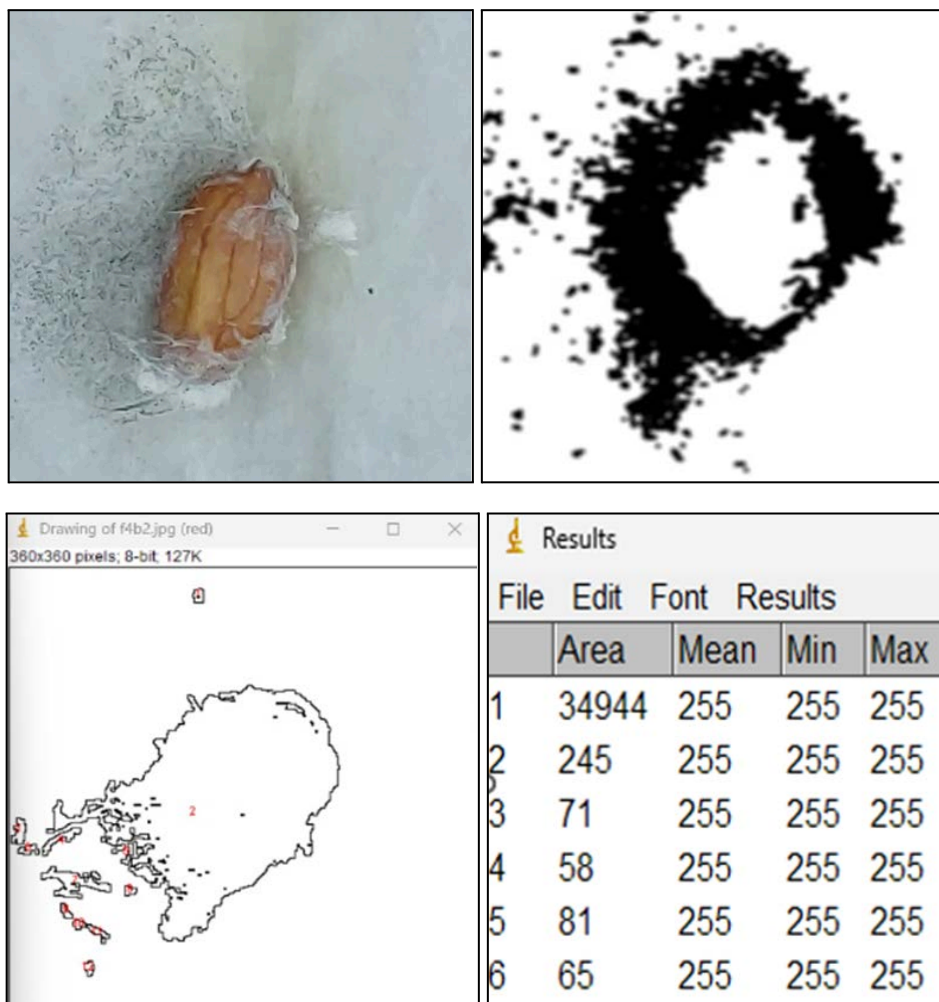 Drawing of f4b2.jpg (red)
360x360 pixels; 8-bit; 127K
2
Results
File Edit Font Results
Area Mean Min Max
1 34944 255 255 255
2 245 255 255 255
3 71 255 255 255
4 58 255 255 255
5 81 255 255 255
6 65 255 255 255